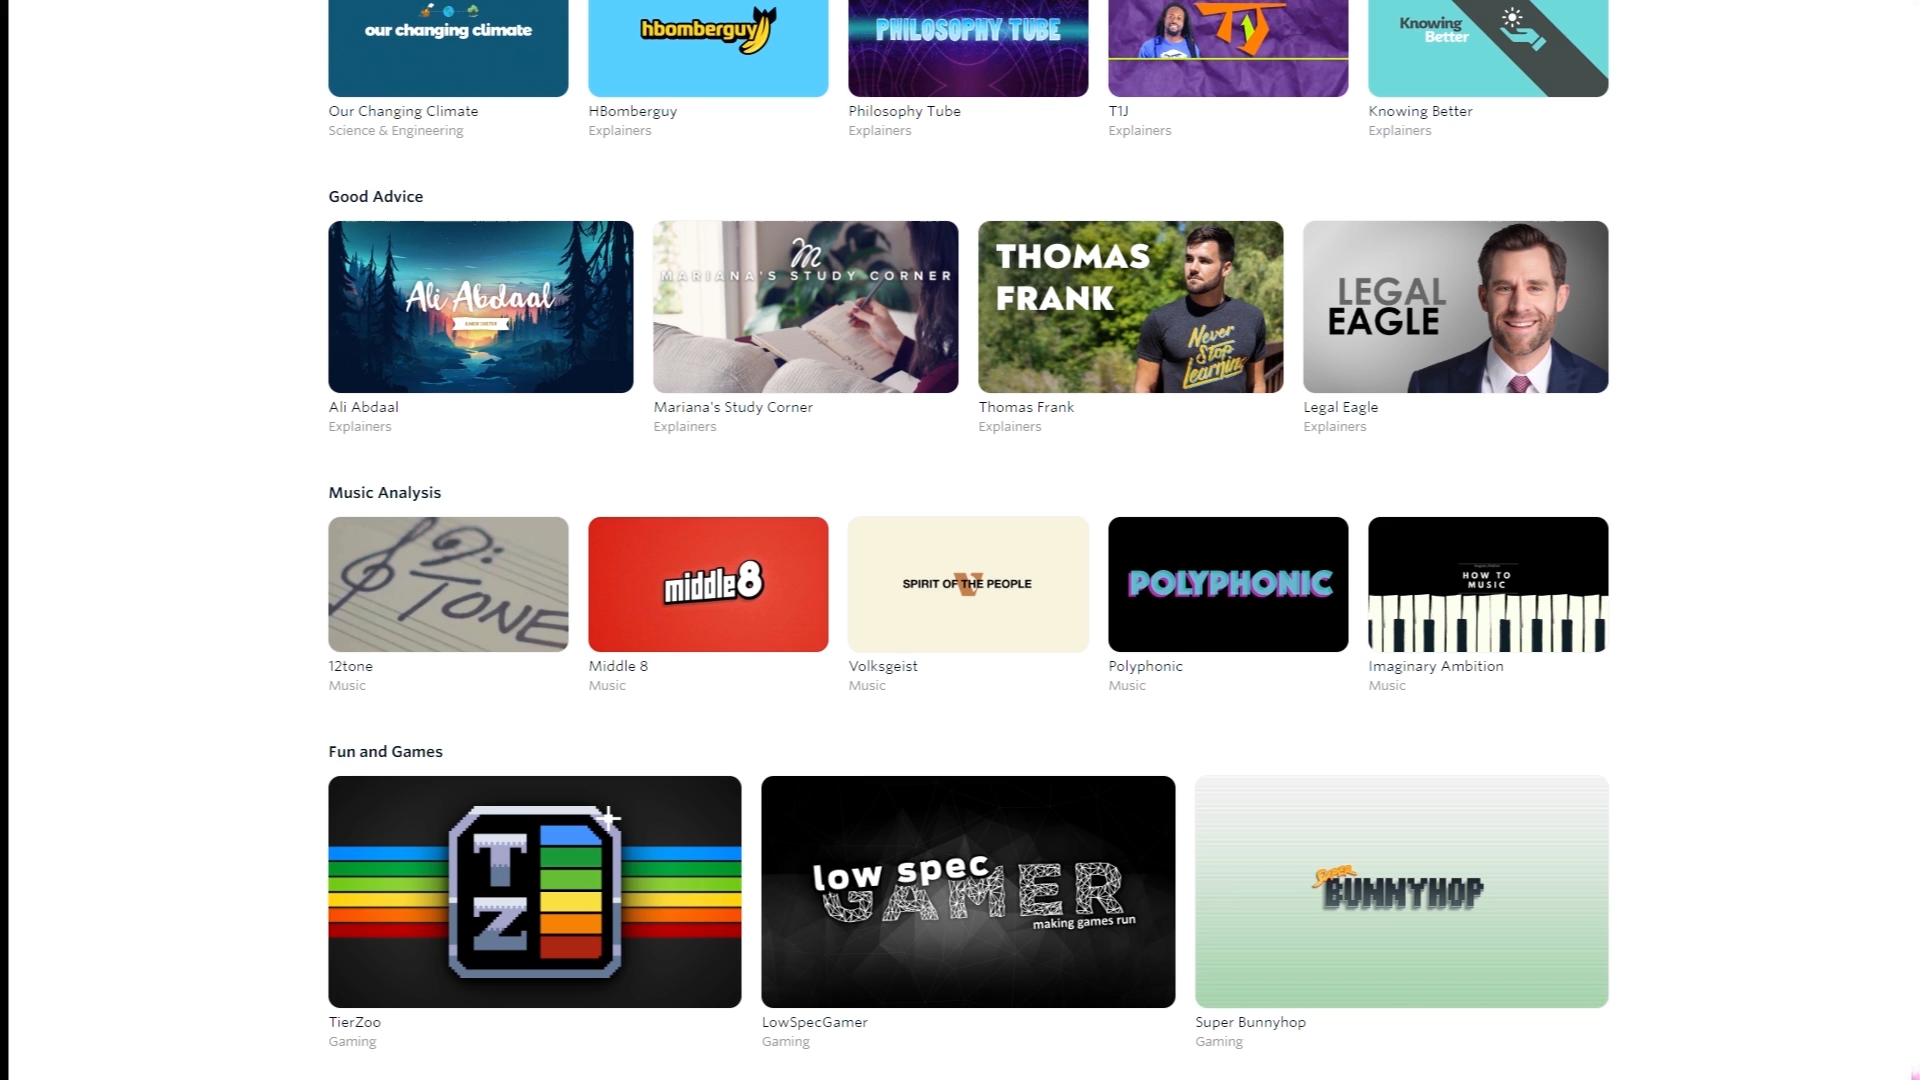 our changing climate
hbomberguy
PHILOSOPHY TUBE
TJ
Knowing
Better
Our Changing Climate
Science & Engineering
HBomberguy
Explainers
Philosophy Tube
Explainers
T1J
Explainers
Knowing Better
Explainers
Good Advice
Ali Abdaal
M
MARIANA'S STUDY CORNER
THOMAS
FRANK
Never
Stop
Learning
LEGAL
EAGLE
Ali Abdaal
Explainers
Mariana's Study Corner
Explainers
Thomas Frank
Explainers
Legal Eagle
Explainers
Music Analysis
12:
TONE
middle8
V
SPIRIT OF THE PEOPLE
POLYPHONIC
HOW TO
MUSIC
12tone
Music
Middle 8
Music
Volksgeist
Music
Polyphonic
Music
Imaginary Ambition
Music
Fun and Games
T
Z
low spec
GAMER
making games run
SUPER
BUNNYHOP
TierZoo
Gaming
LowSpecGamer
Gaming
Super Bunnyhop
Gaming